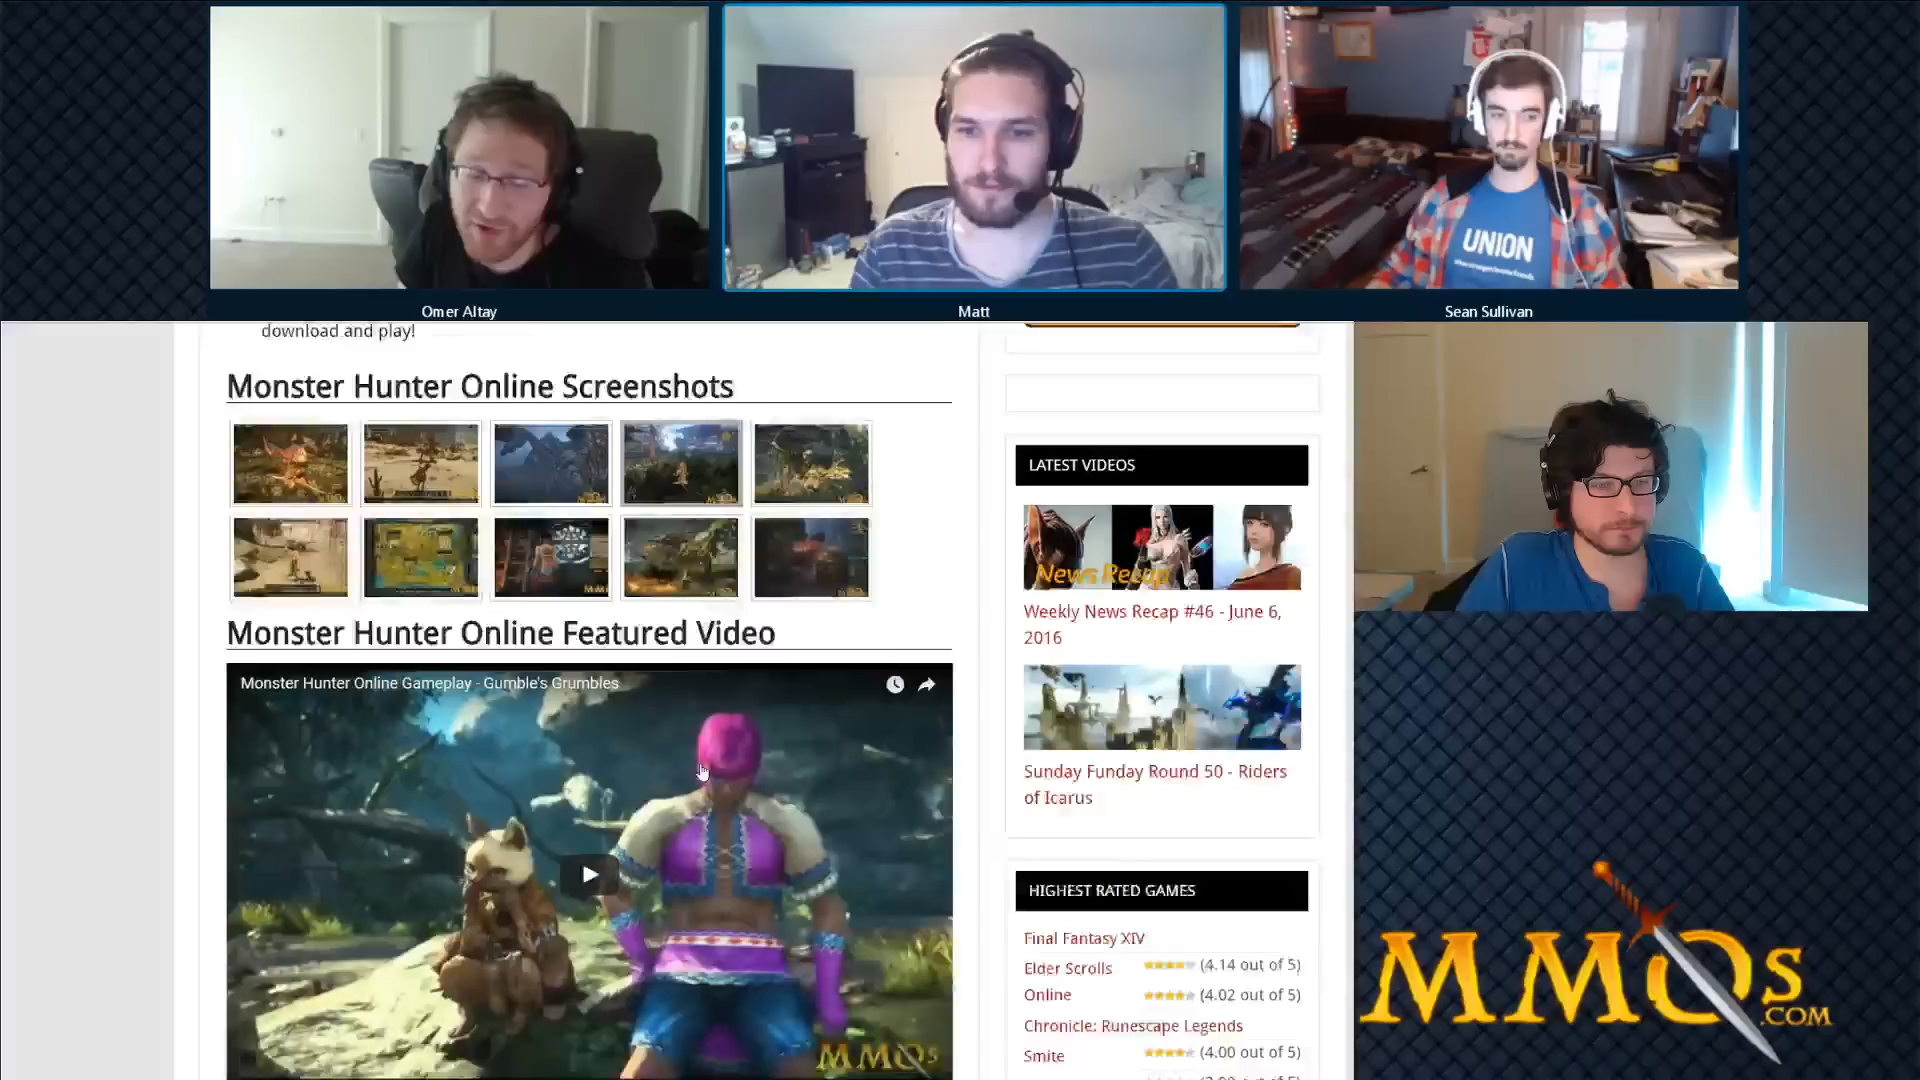 UNION
Omer Altay
Matt
Sean Sullivan
download and play!
Monster Hunter Online Screenshots
Monster Hunter Online Featured Video
Monster Hunter Online Gameplay - Gumble's Grumbles
MMOs
LATEST VIDEOS
News Recap
Weekly News Recap #46 - June 6,
2016
Sunday Funday Round 50 - Riders
of Icarus
HIGHEST RATED GAMES
Final Fantasy XIV
(4.14 out of 5)
Elder Scrolls
Online
(4.02 out of 5)
Chronicle: Runescape Legends
(4.00 out of 5)
Smite
MMOs
.COM